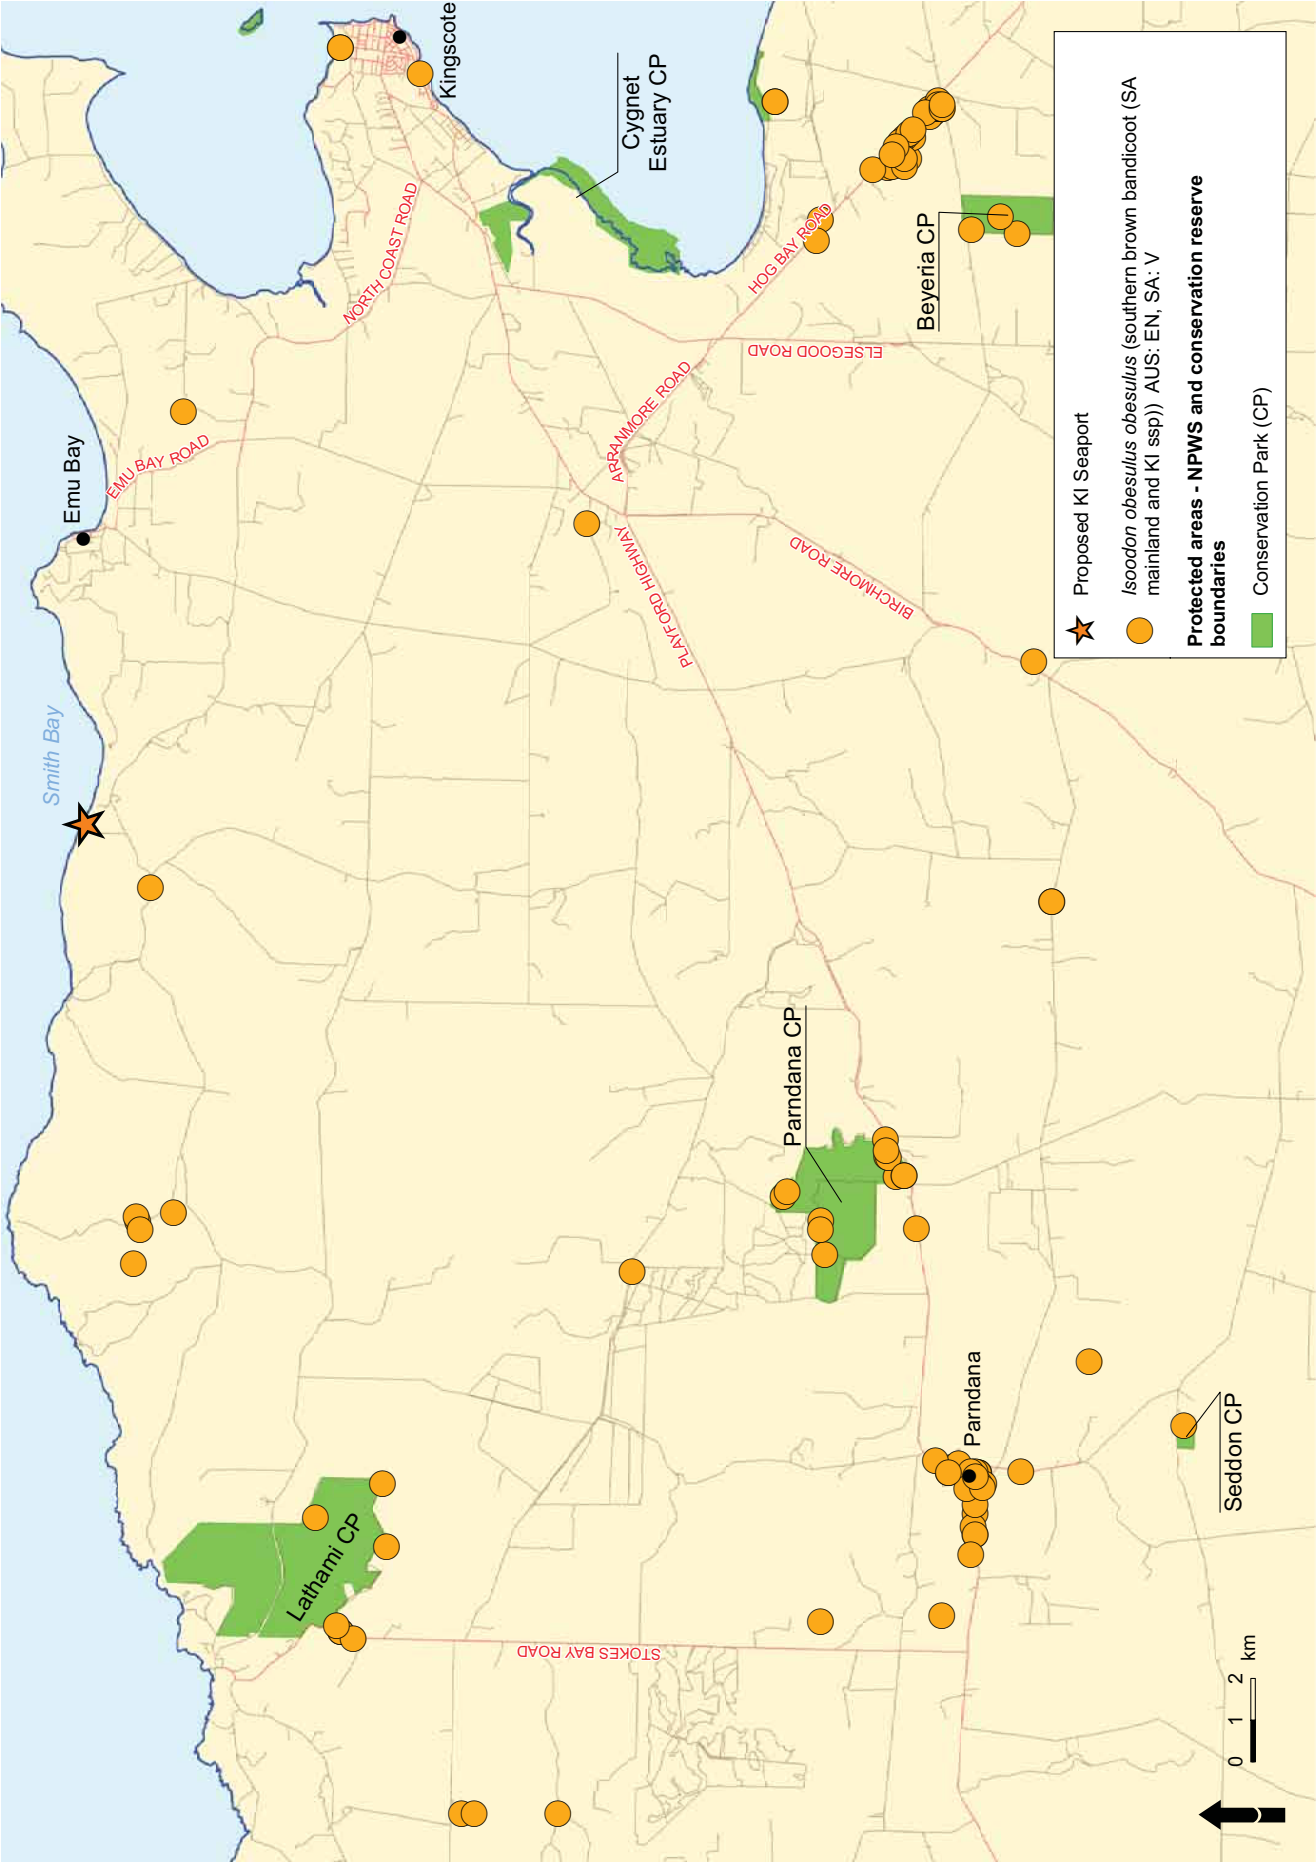 Smith Bay
Emu Bay
Kingscote
EMU BAY ROAD
NORTH COAST ROAD
Cygnet
Estuary CP
Lathami CP
STOKES BAY ROAD
PLAYFORD HIGHWAY
ARRANMORE ROAD
HOG BAY ROAD
ELSEGOOD ROAD
BIRCHMORE ROAD
Parndana CP
Beyeria CP
Parndana
Seddon CP
0 1 2
km
Proposed KI Seaport
Isoodon obesulus obesulus (southern brown bandicoot (SA
mainland and KI ssp)) AUS: EN, SA: V
Protected areas - NPWS and conservation reserve
boundaries
Conservation Park (CP)